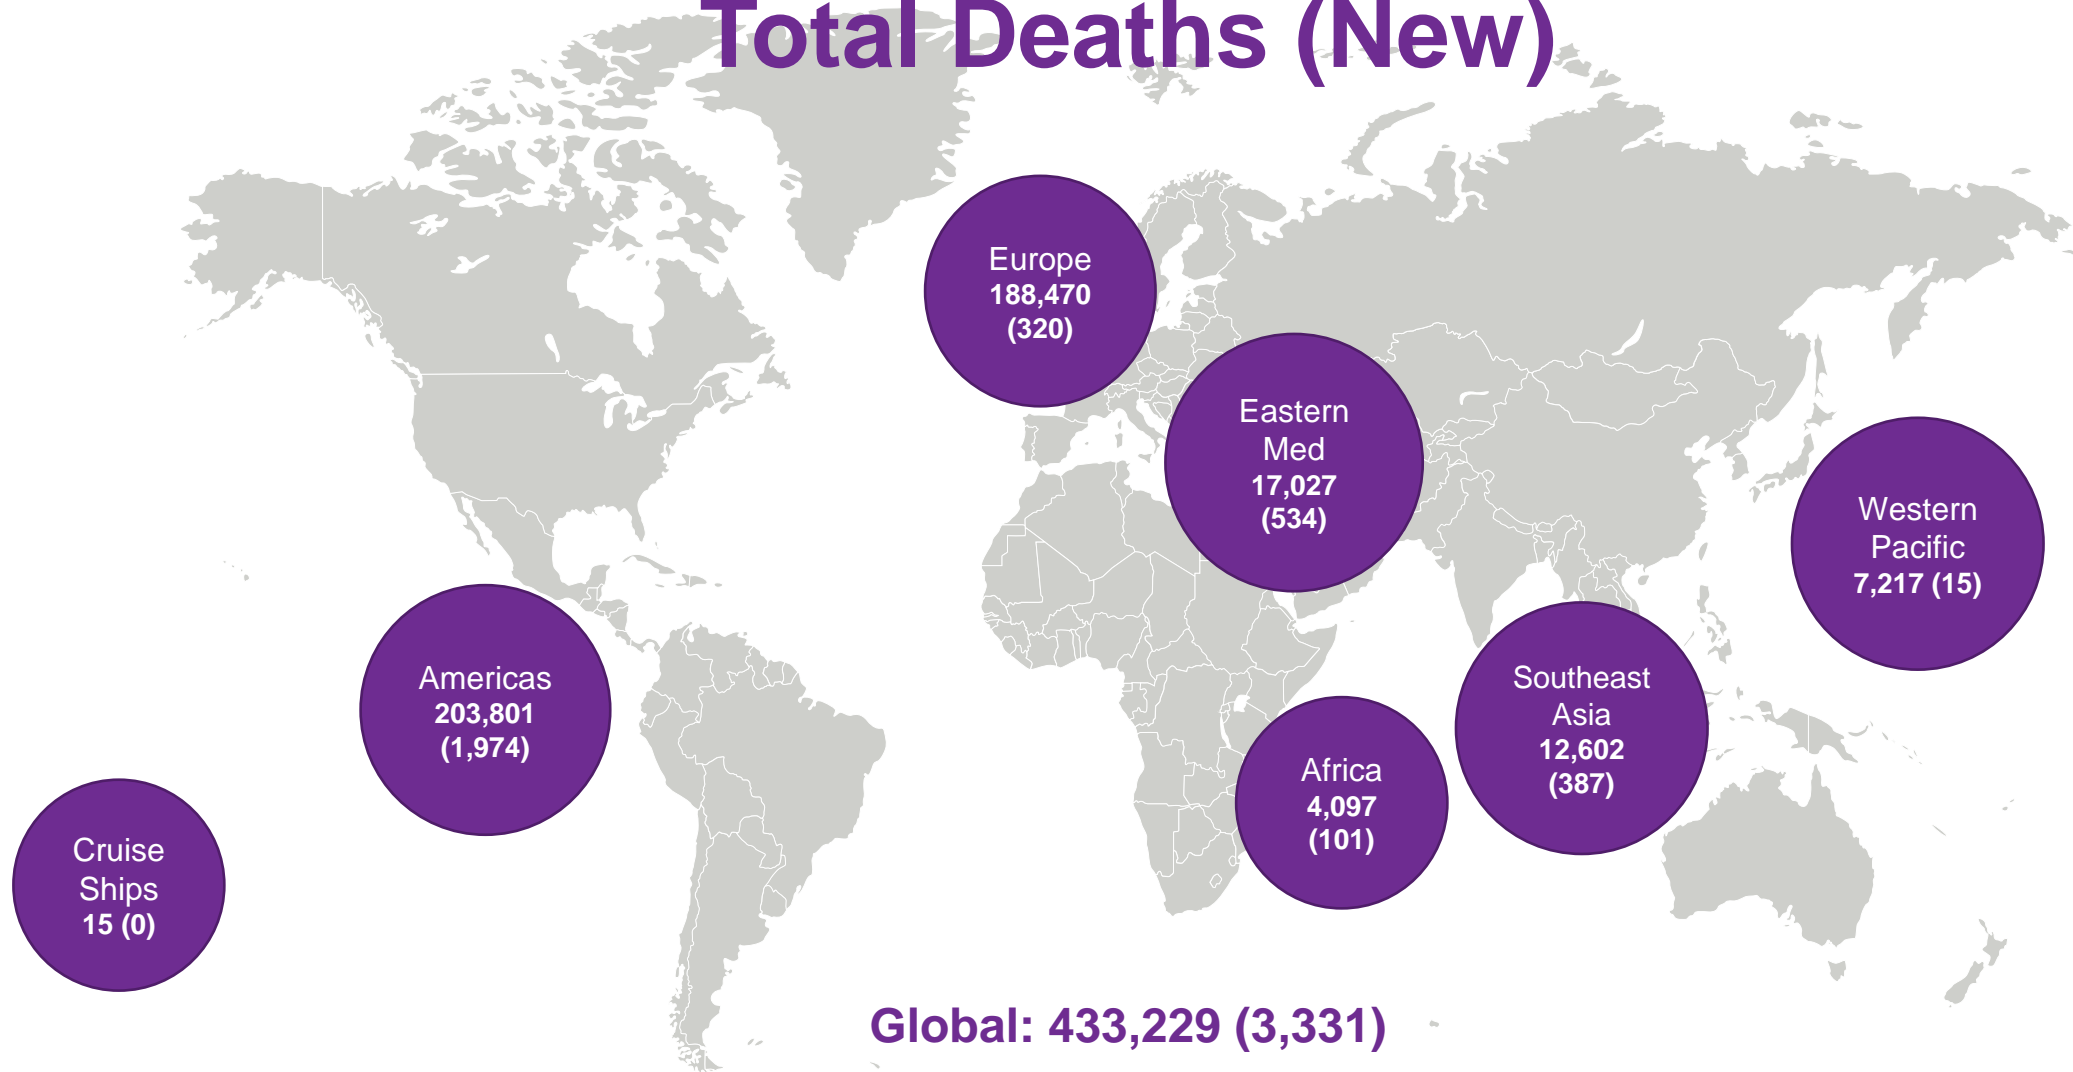 Total Deaths (New)
Europe
188,470
(320)
Eastern
Med
17,027
(534)
Western
Pacific
7,217 (15)
Americas
203,801
(1,974)
Southeast
Asia
12,602
(387)
Africa
4,097
(101)
Cruise
Ships
15 (0)
Global: 433,229 (3,331)